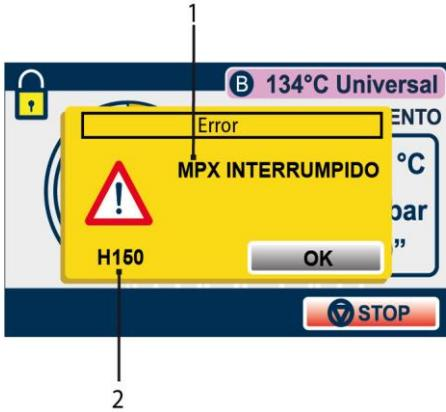 1
B 134°C Universal
ENTO
Error
MPX INTERRUMPIDO
°C
bar
”
H150
OK
STOP
2